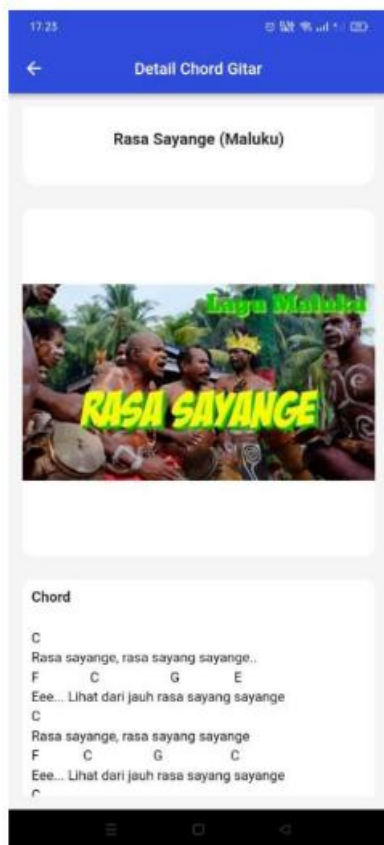 17.23
Detail Chord Gitar
Rasa Sayange (Maluku)
Lagu Maluku
RASA SAYANGE
Chord
C
Rasa sayange, rasa sayang sayange..
F C G E
Eee... Lihat dari jauh rasa sayang sayange
C
Rasa sayange, rasa sayang sayange
F C G C
Eee... Lihat dari jauh rasa sayang sayange
C